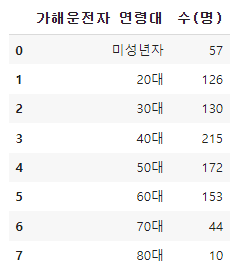 가해운전자 연령대 수(명)
0 미성년자 57
1 20대 126
2 30대 130
3 40대 215
4 50대 172
5 60대 153
6 70대 44
7 80대 10